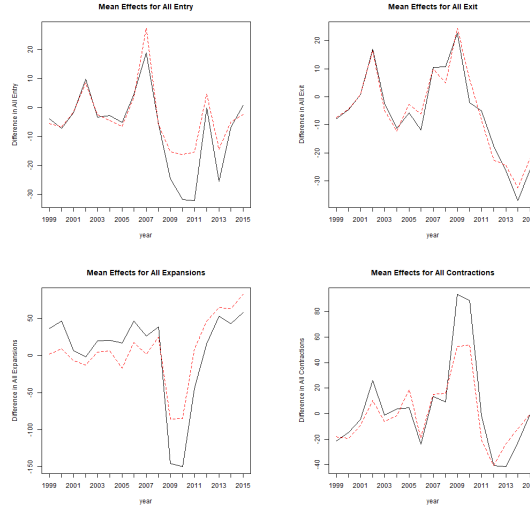 Mean Effects for All Entry
Difference in All Entry
20
10
0
-10
-20
-30
1999 2001 2003 2005 2007 2009 2011 2013 2015
year
Mean Effects for All Exit
Difference in All Exit
20
10
0
-10
-20
-30
1999 2001 2003 2005 2007 2009 2011 2013 2015
year
Mean Effects for All Expansions
Difference in All Expansions
50
0
-50
-100
-150
1999 2001 2003 2005 2007 2009 2011 2013 2015
year
Mean Effects for All Contractions
Difference in All Contractions
80
60
40
20
0
-20
-40
1999 2001 2003 2005 2007 2009 2011 2013 2015
year